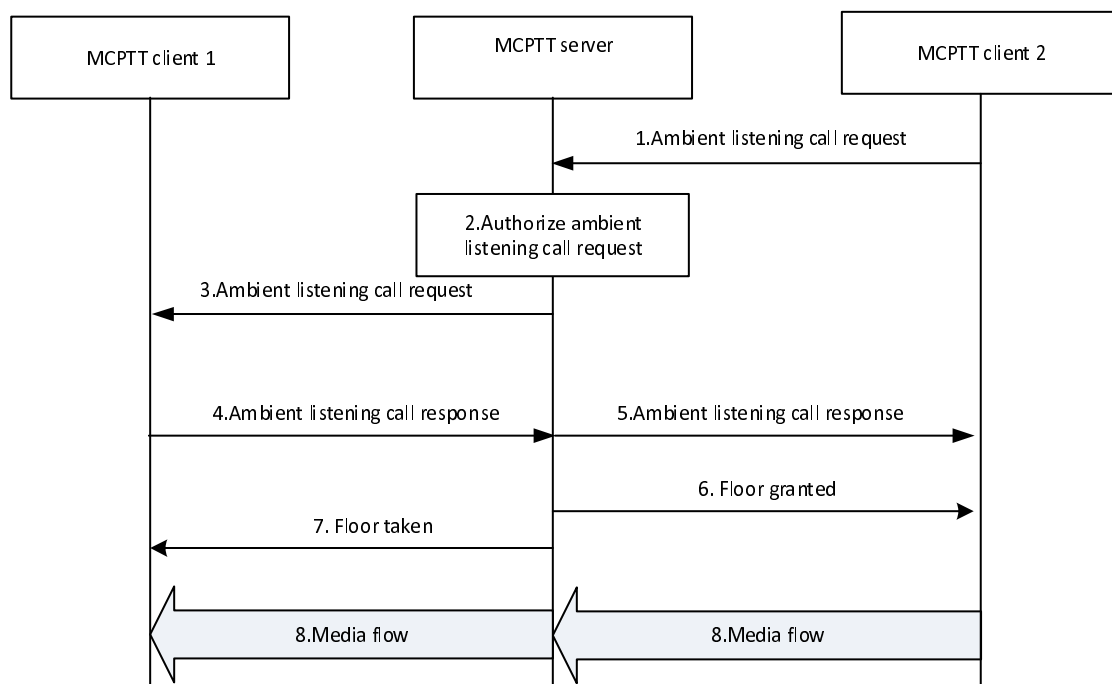 MCPTT client 1
MCPTT server
MCPTT client 2
1.Ambient listening call request
2.Authorize ambient
listening call request
3.Ambient listening call request
4.Ambient listening call response
5.Ambient listening call response
6. Floor granted
7. Floor taken
8.Media flow
8.Media flow